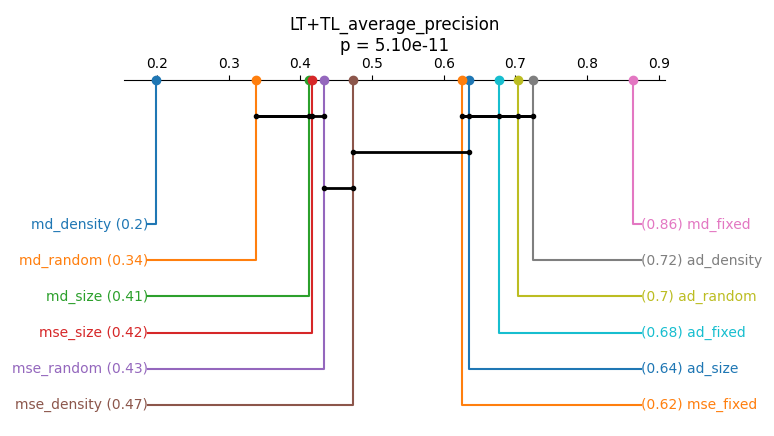 LT+TL_average_precision
p = 5.10e-11
0.2 0.3 0.4 0.5 0.6 0.7 0.8 0.9
md_density (0.2) (0.86) md_fixed
md_random (0.34) (0.72) ad_density
md_size (0.41) (0.7) ad_random
mse_size (0.42) (0.68) ad_fixed
mse_random (0.43) (0.64) ad_size
mse_density (0.47) (0.62) mse_fixed